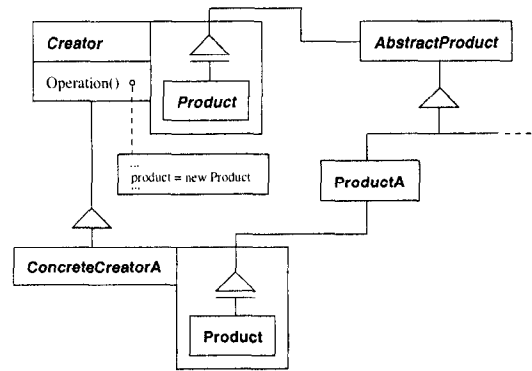 Creator
AbstractProduct
Operation()
Product
...
product = new Product
...
ProductA
ConcreteCreatorA
Product